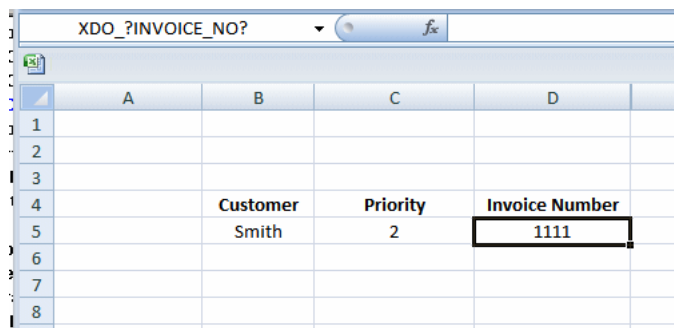 XDO_?INVOICE_NO?
fx
A B C D
1
2
3
4 Customer Priority Invoice Number
5 Smith 2 1111
6
7
8